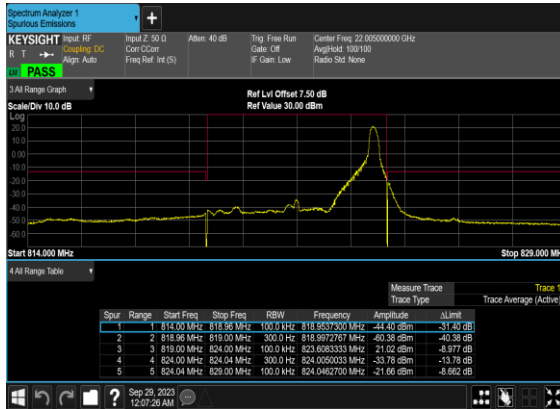 Spectrum Analyzer 1
Spurious Emissions
KEYSIGHT Input: RF Input Z: 50 Ω Atten: 40 dB Trig: Free Run Center Freq: 22.005000000 GHz
R T Coupling: DC Corr CCorr Gate: Off Avg|Hold: 100/100
Align: Auto Freq Ref: Int (S) IF Gain: Low Radio Std: None
LV PASS
3 All Range Graph
Ref Lvl Offset 7.50 dB
Scale/Div 10.0 dB Ref Value 30.00 dBm
Log
20.0
10.0
0.00
-10.0
-20.0
-30.0
-40.0
-50.0
-60.0
Start 814.000 MHz Stop 829.000 MH
4 All Range Table
Measure Trace Trace 1
Trace Type Trace Average (Active)
Spur Range Start Freq Stop Freq RBW Frequency Amplitude ΔLimit
1 1 814.00 MHz 818.96 MHz 100.0 kHz 818.9537300 MHz -44.40 dBm -31.40 dB
2 2 818.96 MHz 819.00 MHz 300.0 Hz 818.9972767 MHz -60.38 dBm -40.38 dB
3 3 819.00 MHz 824.00 MHz 100.0 kHz 823.6083333 MHz 21.02 dBm -8.977 dB
4 4 824.00 MHz 824.04 MHz 300.0 Hz 824.0050033 MHz -33.78 dBm -13.78 dB
5 5 824.04 MHz 829.00 MHz 100.0 kHz 824.0462700 MHz -21.66 dBm -8.662 dB
Sep 29, 2023
12:07:26 AM